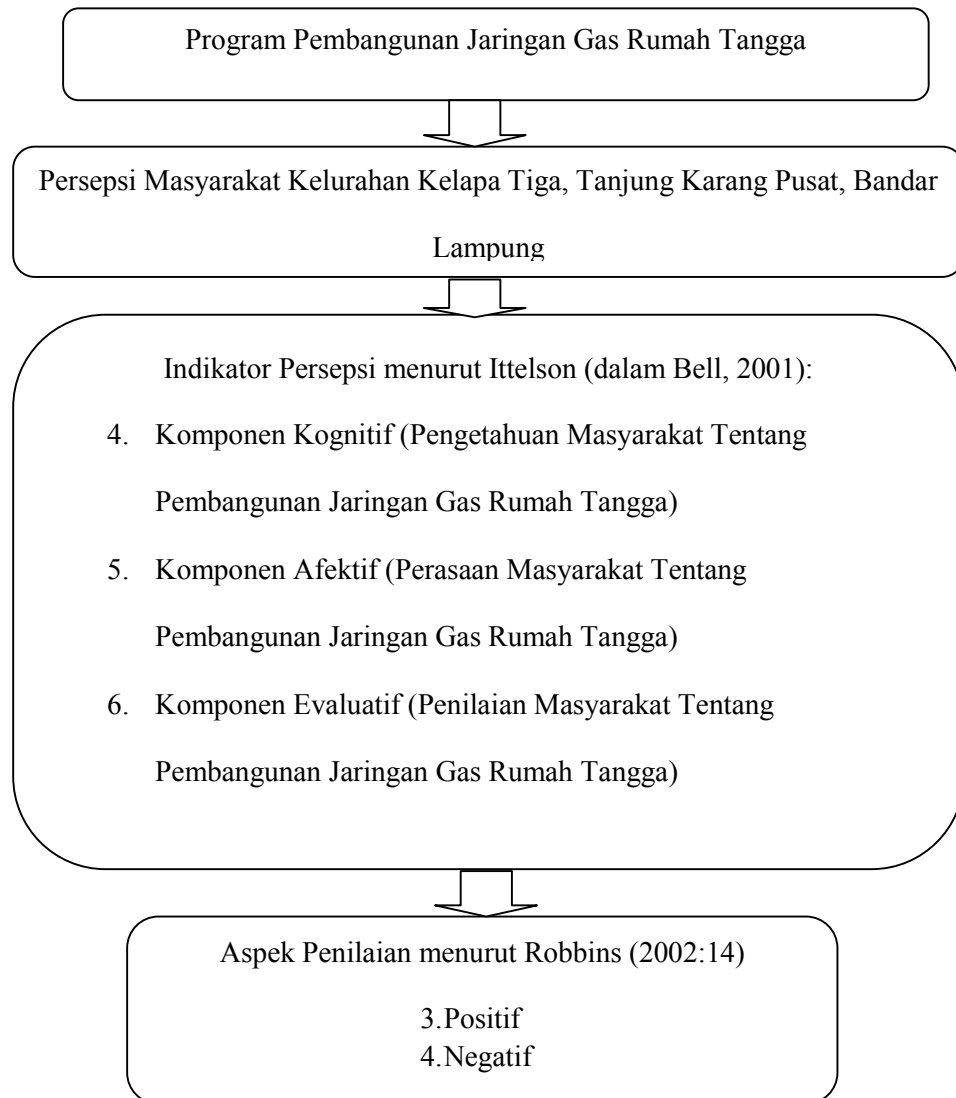 Program Pembangunan Jaringan Gas Rumah Tangga
Persepsi Masyarakat Kelurahan Kelapa Tiga, Tanjung Karang Pusat, Bandar
Lampung
Indikator Persepsi menurut Ittelson (dalam Bell, 2001):
4. Komponen Kognitif (Pengetahuan Masyarakat Tentang
Pembangunan Jaringan Gas Rumah Tangga)
5. Komponen Afektif (Perasaan Masyarakat Tentang
Pembangunan Jaringan Gas Rumah Tangga)
6. Komponen Evaluatif (Penilaian Masyarakat Tentang
Pembangunan Jaringan Gas Rumah Tangga)
Aspek Penilaian menurut Robbins (2002:14)
3.Positif
4.Negatif